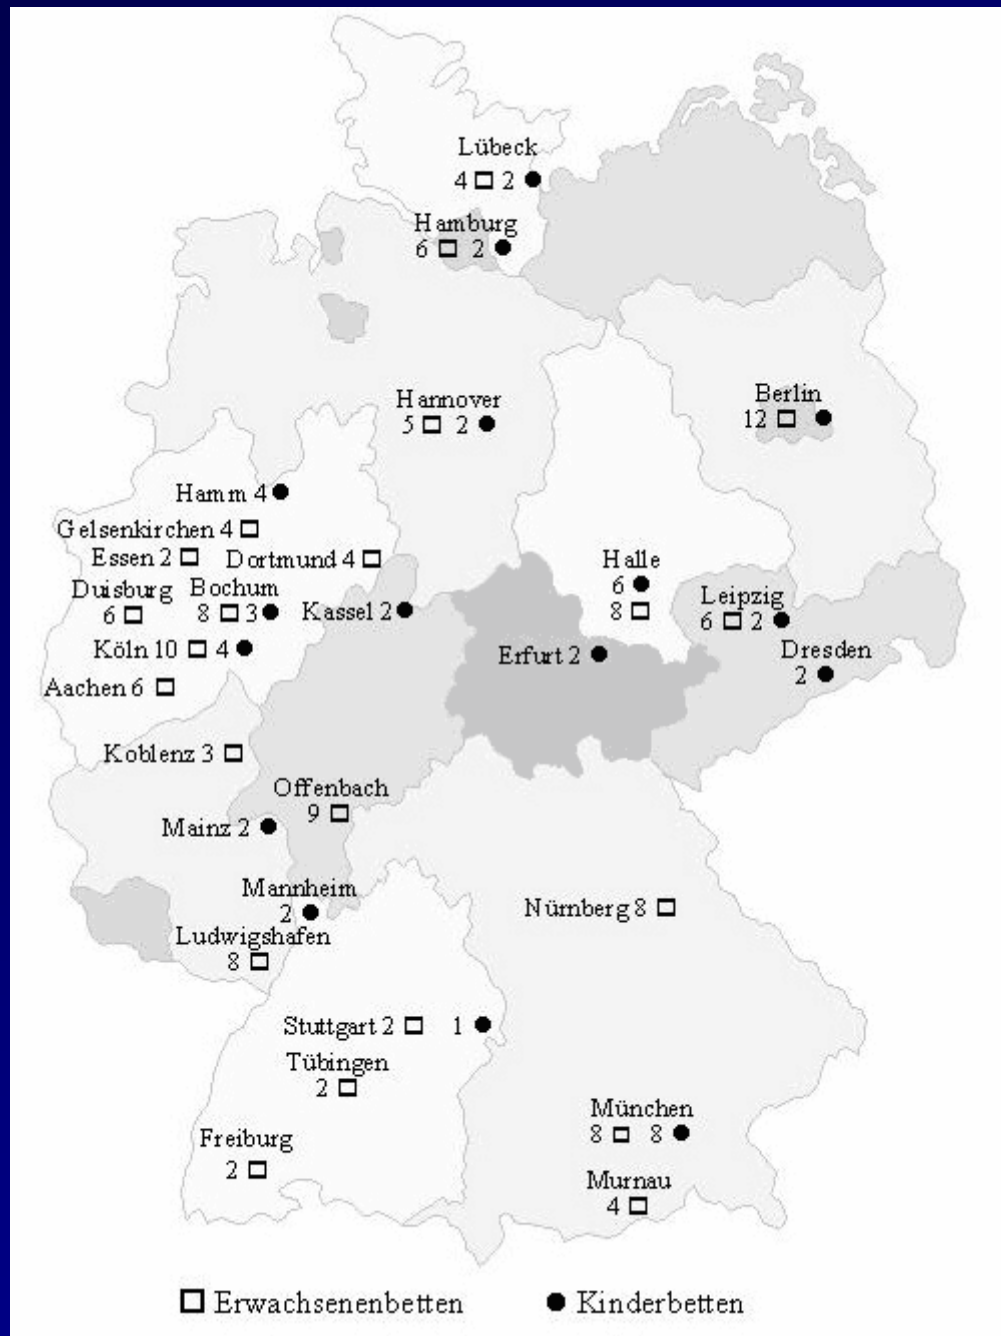 Lübeck
4 □ 2 ●
Hamburg
6 □ 2 ●
Hannover
5 □ 2 ●
Berlin
12 □ ●
Hamm 4 ●
Gelsenkirchen 4 □
Essen 2 □
Dortmund 4 □
Duisburg
6 □
Bochum
8 □ 3 ●
Kassel 2 ●
Halle
6 ●
8 □
Leipzig
6 □ 2 ●
Köln 10 □ 4 ●
Erfurt 2 ●
Dresden
2 ●
Aachen 6 □
Koblenz 3 □
Offenbach
9 □
Mainz 2 ●
Mannheim
2 ●
Nürnberg 8 □
Ludwigshafen
8 □
Stuttgart 2 □ 1 ●
Tübingen
2 □
München
8 □ 8 ●
Freiburg
2 □
Murnau
4 □
□ Erwachsenenbetten ● Kinderbetten